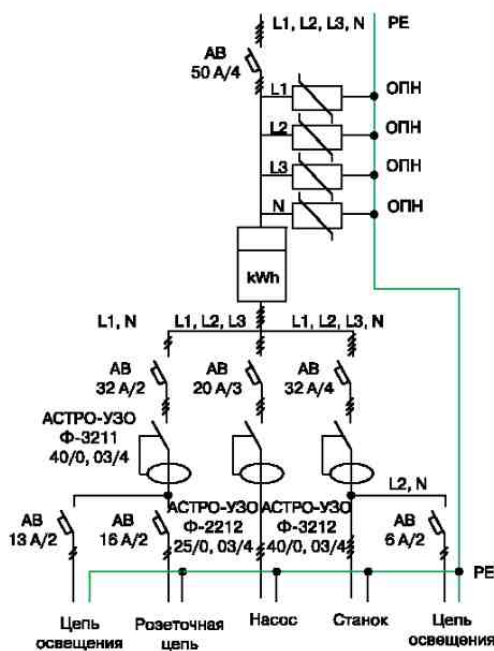 L1, L2, L3, N
PE
АВ
50 А/4
L1
ОПН
L2
ОПН
L3
ОПН
N
ОПН
kWh
L1, N
L1, L2, L3
L1, L2, L3, N
АВ
32 А/2
АВ
20 А/3
АВ
32 А/4
АСТРО-УЗО
Ф-3211
40/0, 03/4
L2, N
АВ
13 А/2
АВ
16 А/2
АСТРО-УЗО
Ф-2212
25/0, 03/4
АСТРО-УЗО
Ф-3212
40/0, 03/4
АВ
6 А/2
PE
Цепь
освещения
Розеточная
цепь
Насос
Станок
Цепь
освещения